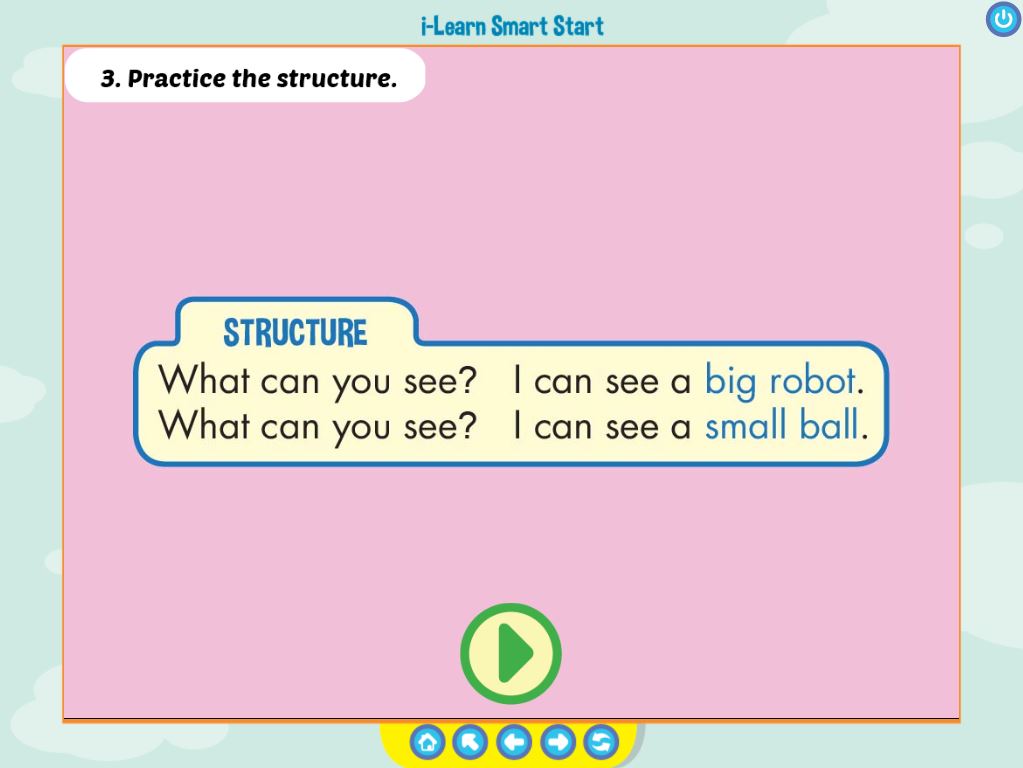 i-Learn Smart Start
3. Practice the structure.
STRUCTURE
What can you see? I can see a big robot.
What can you see? I can see a small ball.